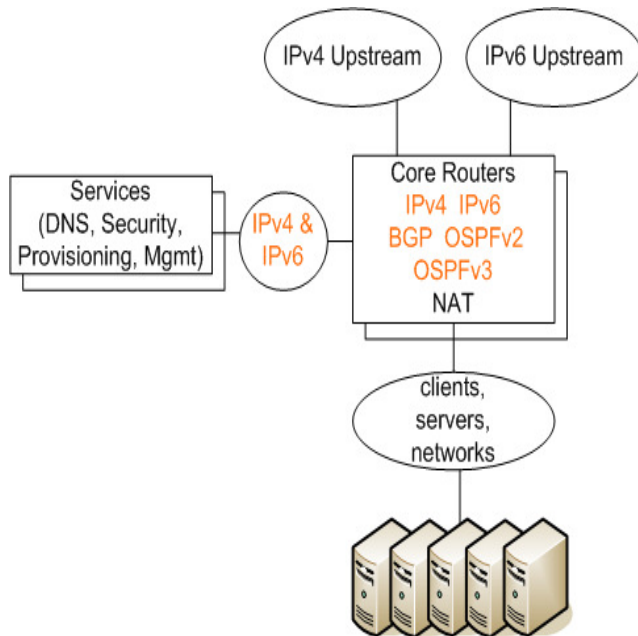 IPv4 Upstream
IPv6 Upstream
Services
(DNS, Security,
Provisioning, Mgmt)
IPv4 &
IPv6
Core Routers
IPv4 IPv6
BGP OSPFv2
OSPFv3
NAT
clients,
servers,
networks